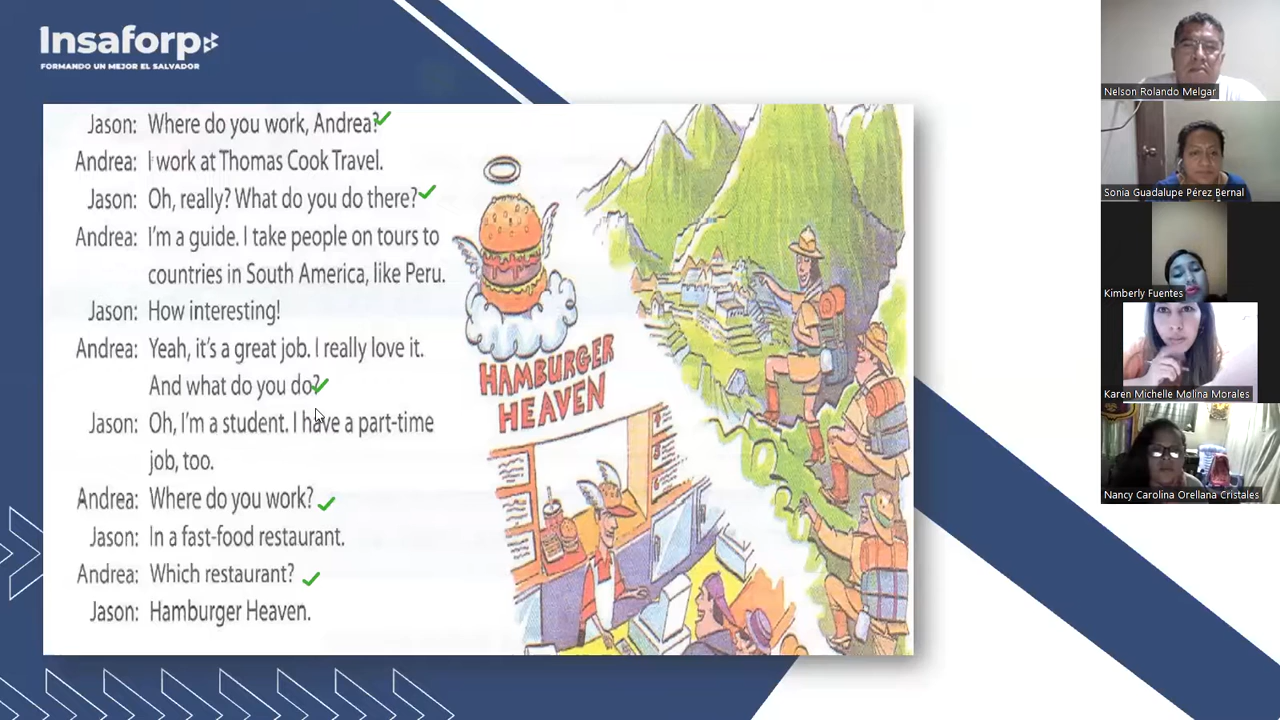 Insaforp
FORMANDO UN MEJOR EL SALVADOR
Jason: Where do you work, Andrea?
Andrea: I work at Thomas Cook Travel.
Jason: Oh, really? What do you do there?
Andrea: I'm a guide. I take people on tours to
countries in South America, like Peru.
Jason: How interesting!
Andrea: Yeah, it's a great job. I really love it.
And what do you do?
Jason: Oh, I'm a student. I have a part-time
job, too.
Andrea: Where do you work?
Jason: In a fast-food restaurant.
Andrea: Which restaurant?
Jason: Hamburger Heaven.
HAMBURGER
HEAVEN
Nelson Rolando Melgar
Sonia Guadalupe Pérez Bernal
Kimberly Fuentes
Karen Michelle Molina Morales
Nancy Carolina Orellana Cristales